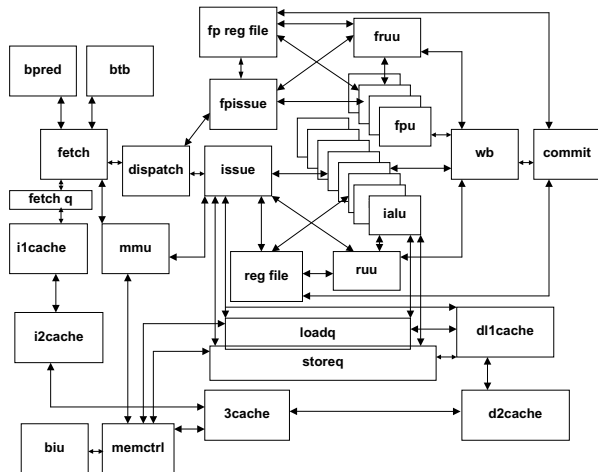 fp reg file
fruu
bpred
btb
fpissue
fpu
fetch
dispatch
issue
wb
commit
fetch q
ialu
i1cache
mmu
reg file
ruu
i2cache
loadq
dl1cache
storeq
3cache
d2cache
biu
memctrl